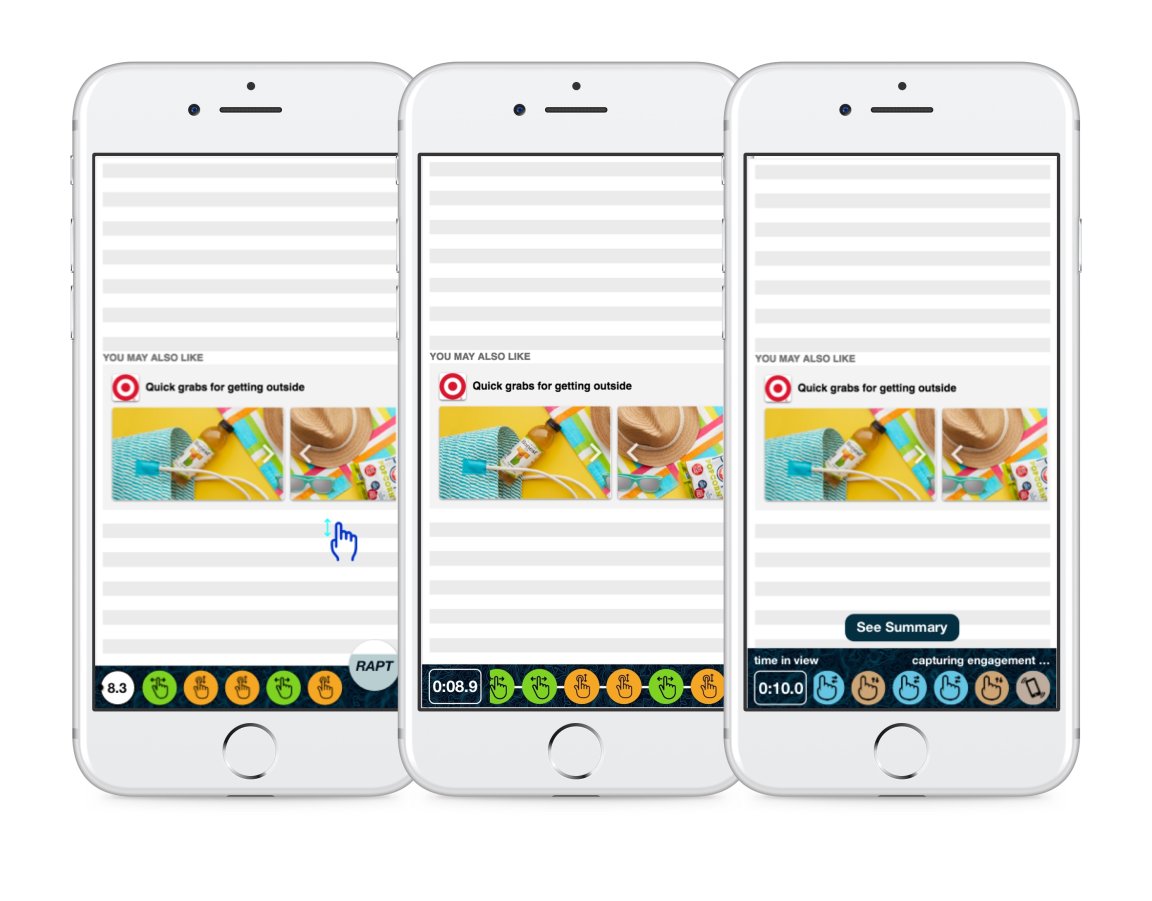 YOU MAY ALSO LIKE
Quick grabs for getting outside
RAPT
8.3
YOU MAY ALSO LIKE
Quick grabs for getting outside
0:08.9
YOU MAY ALSO LIKE
Quick grabs for getting outside
See Summary
time in view
capturing engagement ...
0:10.0